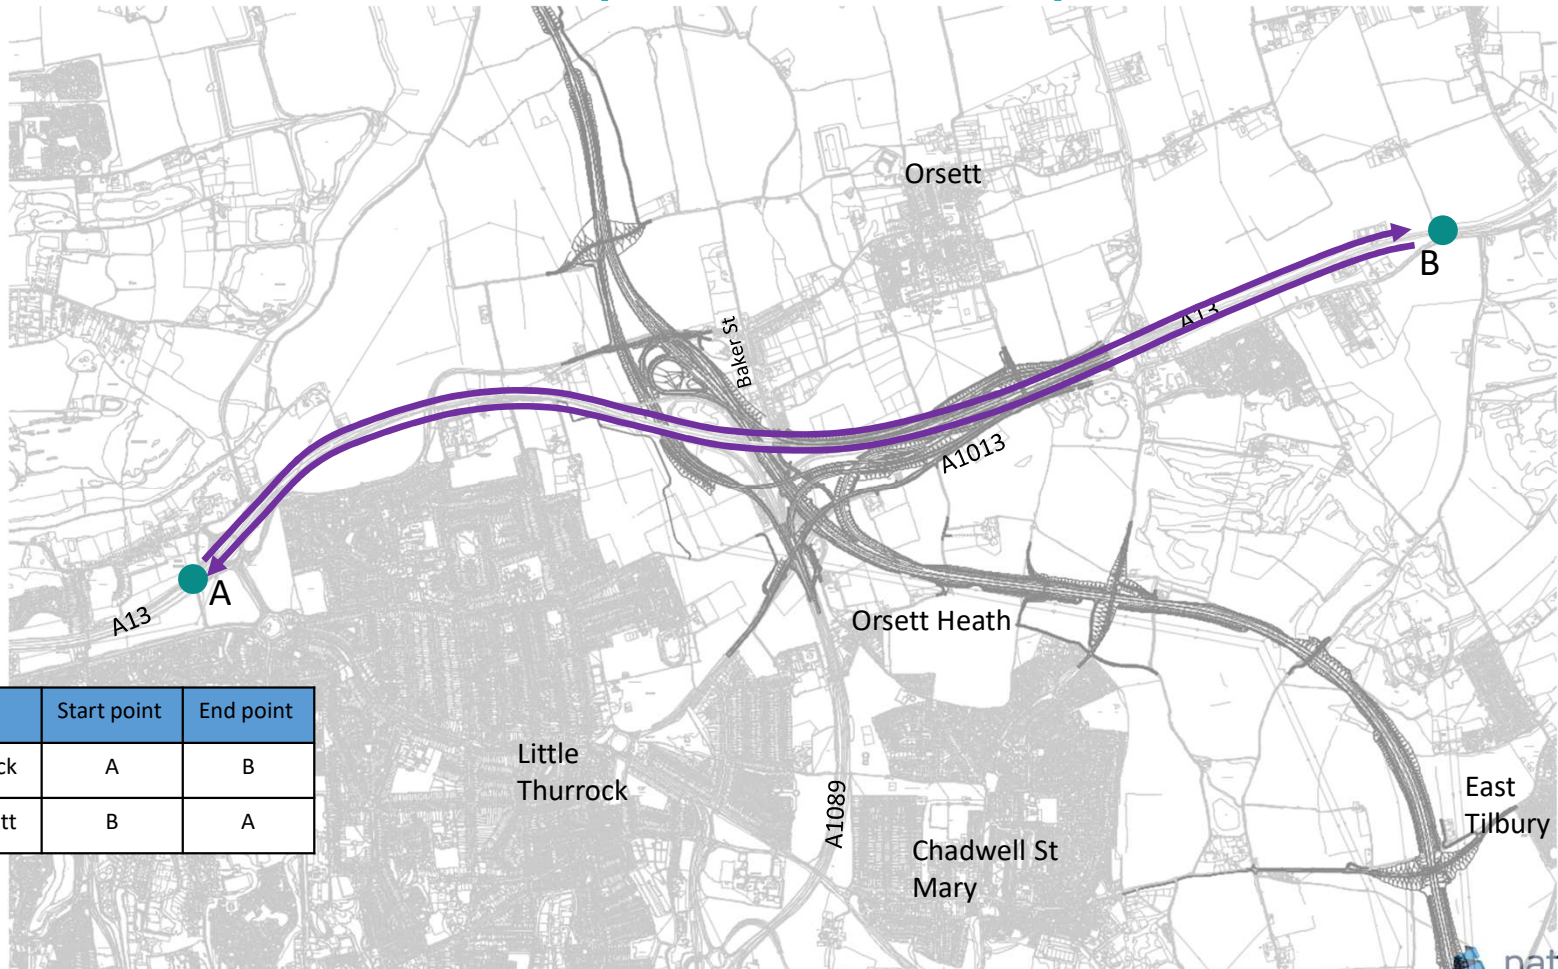 Orsett
B
A13
Baker St
A1013
A
A13
Orsett Heath
Start point End point
A B
B A
Little
Thurrock
A1089
East
Tilbury
Chadwell St
Mary